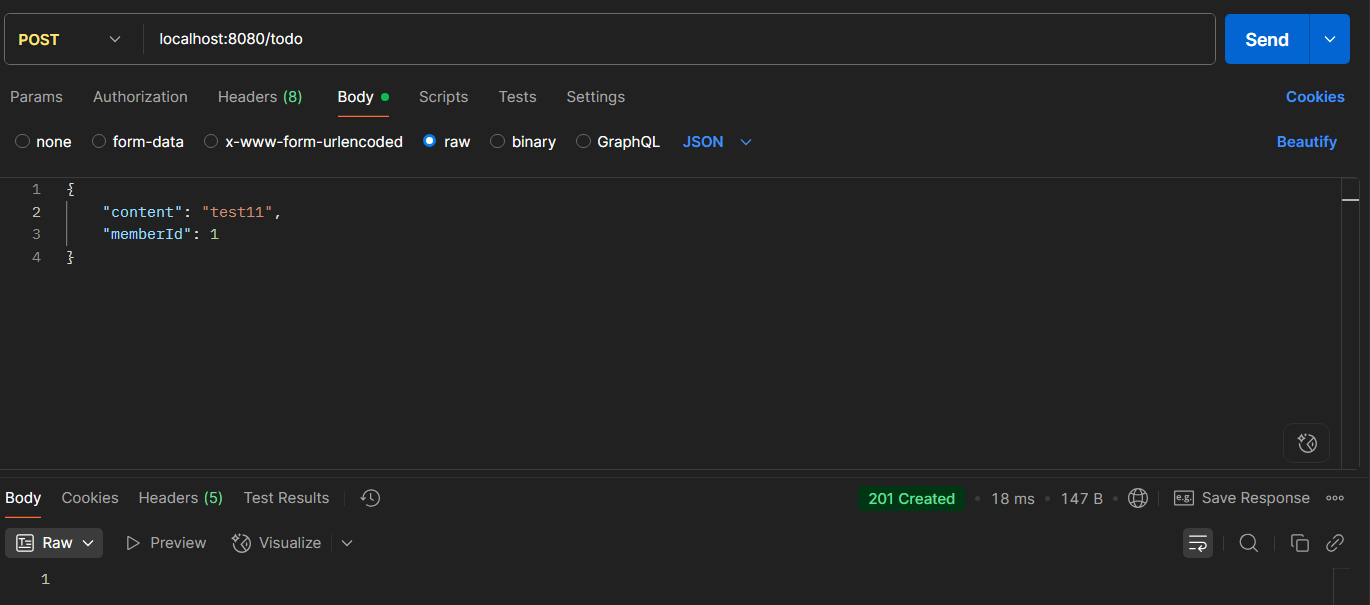 POST localhost:8080/todo Send
Params Authorization Headers (8) Body Scripts Tests Settings Cookies
none form-data x-www-form-urlencoded raw binary GraphQL JSON Beautify
1 {
2 "content": "test11",
3 "memberId": 1
4 }
Body Cookies Headers (5) Test Results 201 Created • 18 ms • 147 B • e.g. Save Response
Raw Preview Visualize
1